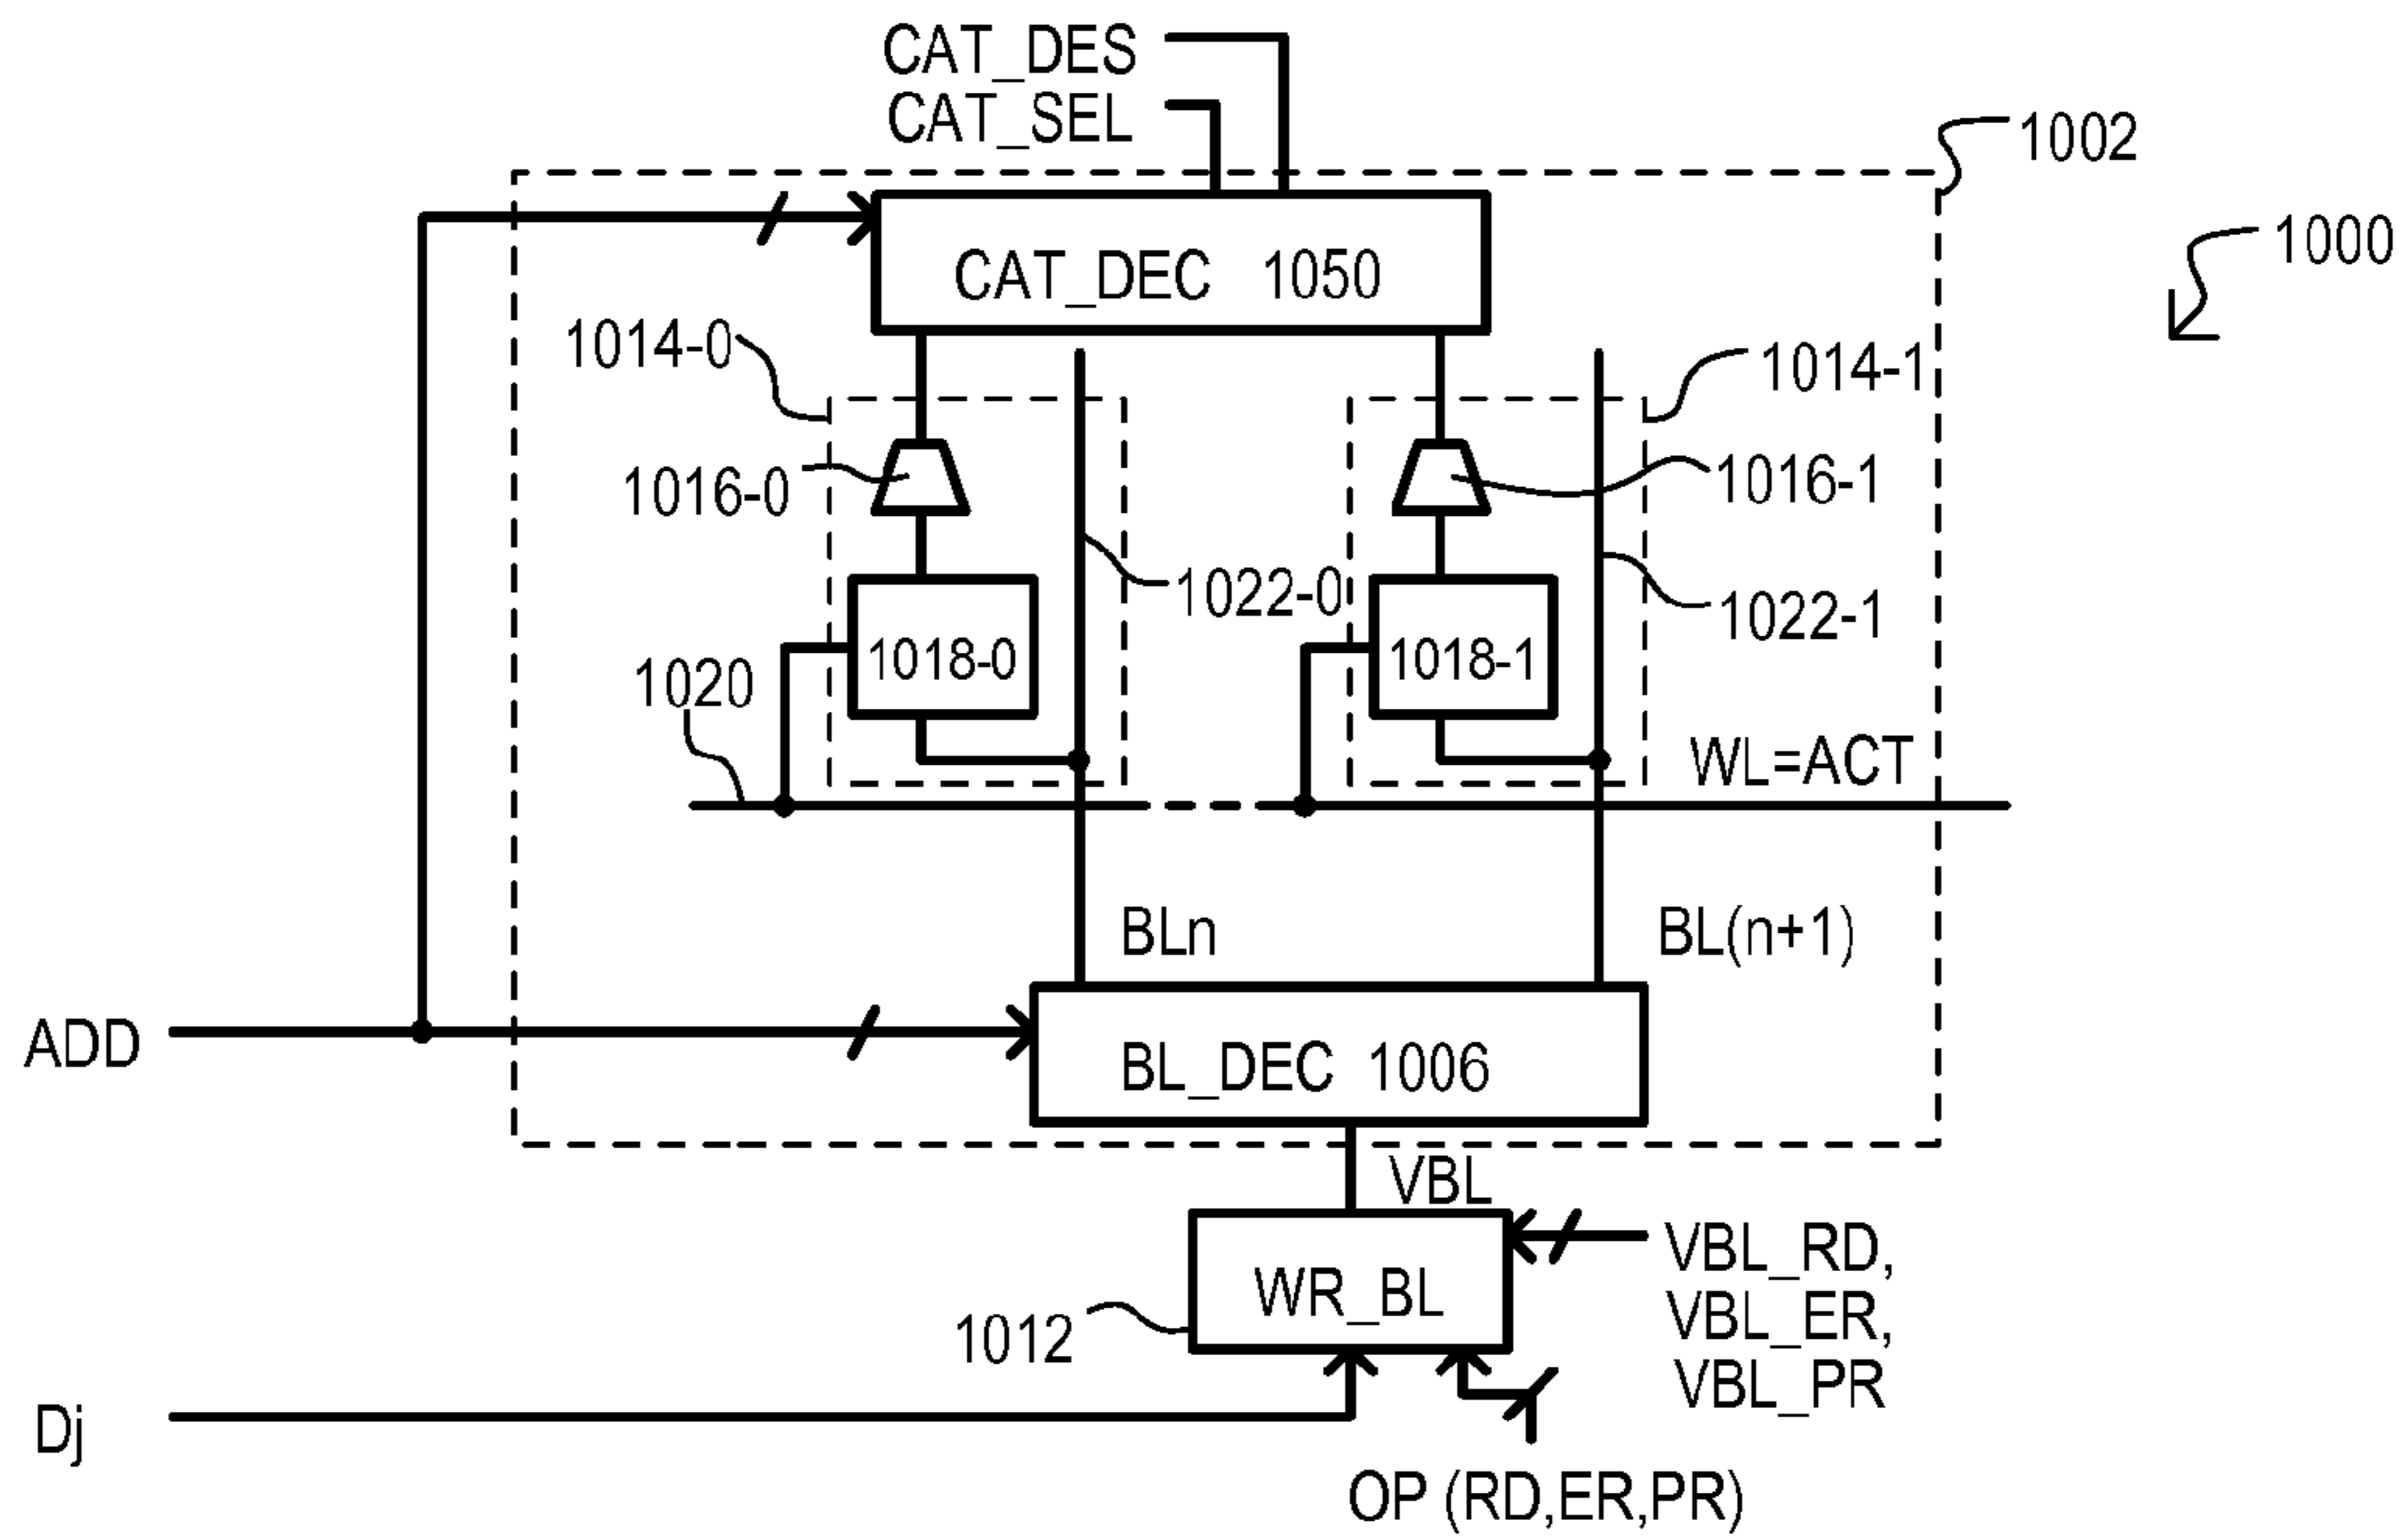 CAT_DES
CAT_SEL
1002
1000
CAT_DEC 1050
1014-0
1014-1
1016-0
1016-1
1022-0
1022-1
1018-0
1018-1
1020
WL=ACT
BLn
BL(n+1)
ADD
BL_DEC 1006
VBL
VBL_RD,
VBL_ER,
VBL_PR
WR_BL
1012
Dj
OP (RD,ER,PR)